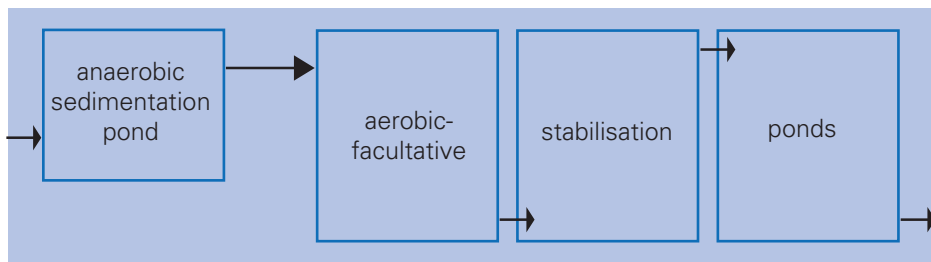 anaerobic
sedimentation
pond
aerobic-
facultative
stabilisation
ponds